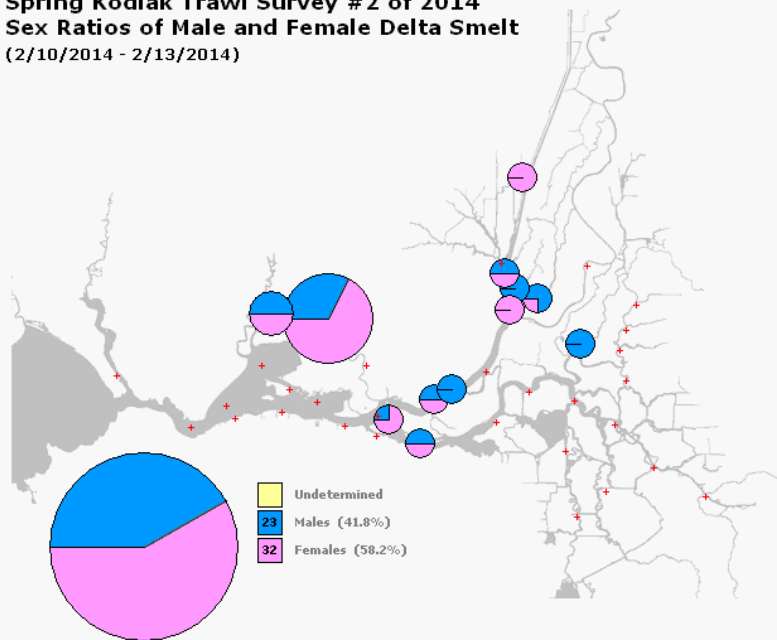 Spring Kodiak Trawl Survey #2 of 2014
Sex Ratios of Male and Female Delta Smelt
(2/10/2014 - 2/13/2014)
Undetermined
23 Males (41.8%)
32 Females (58.2%)